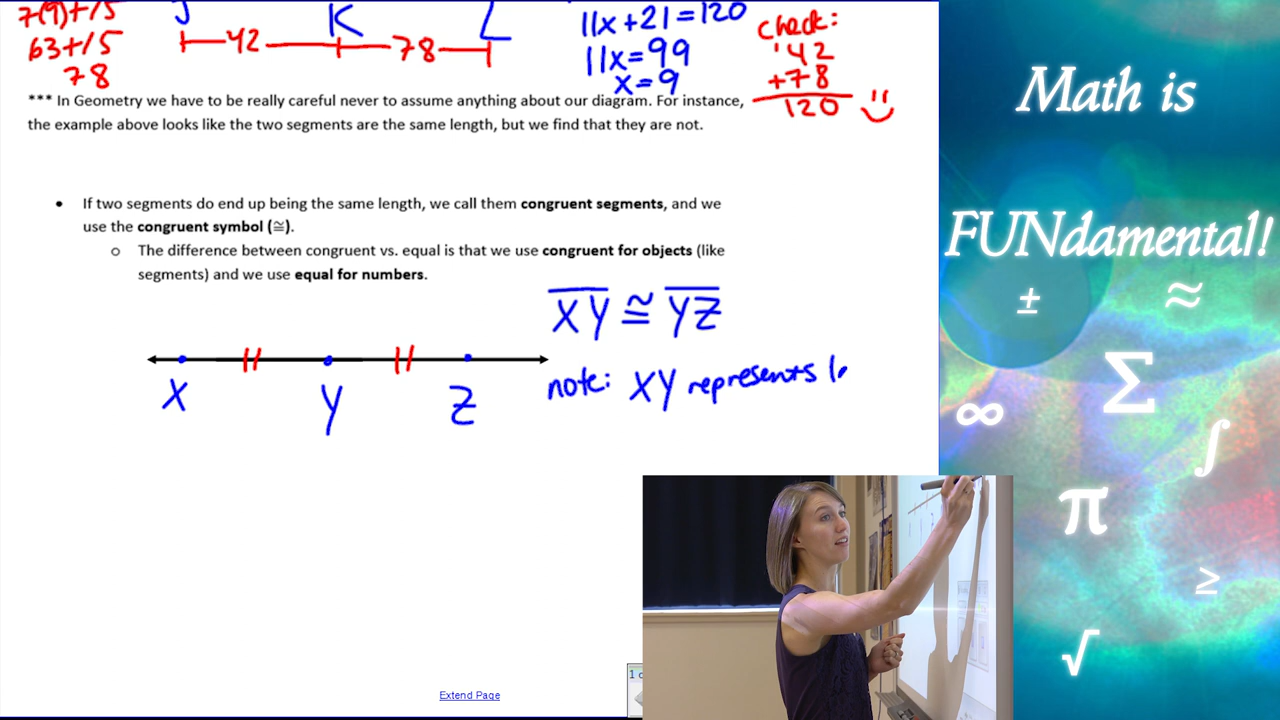 7(9)+15
63+15
78
J K L
42 78
11x+21=120
11x=99
x=9
check:
42
+78
120
*** In Geometry we have to be really careful never to assume anything about our diagram. For instance,
the example above looks like the two segments are the same length, but we find that they are not.
• If two segments do end up being the same length, we call them congruent segments, and we
use the congruent symbol (≅).
o The difference between congruent vs. equal is that we use congruent for objects (like
segments) and we use equal for numbers.
X̅Y̅ ≅ Y̅Z̅
note: XY represents
X Y Z
Extend Page
Math is
FUNdamental!
± ≈
∞ Σ ∫
π ≥
√